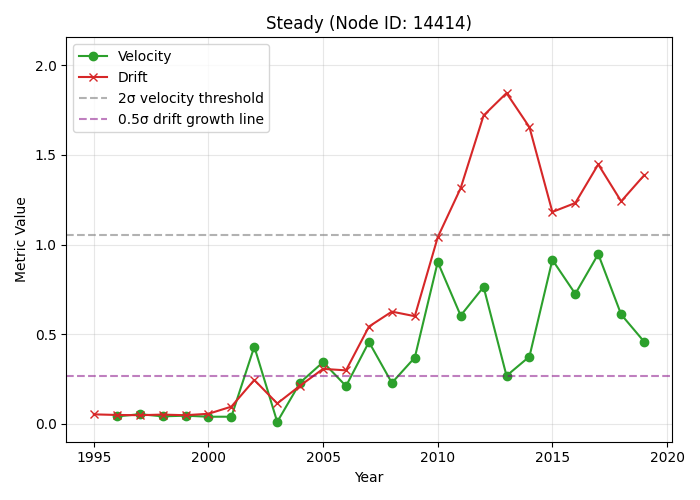 Steady (Node ID: 14414)
Velocity
Drift
2σ velocity threshold
0.5σ drift growth line
Metric Value
2.0
1.5
1.0
0.5
0.0
1995 2000 2005 2010 2015 2020
Year